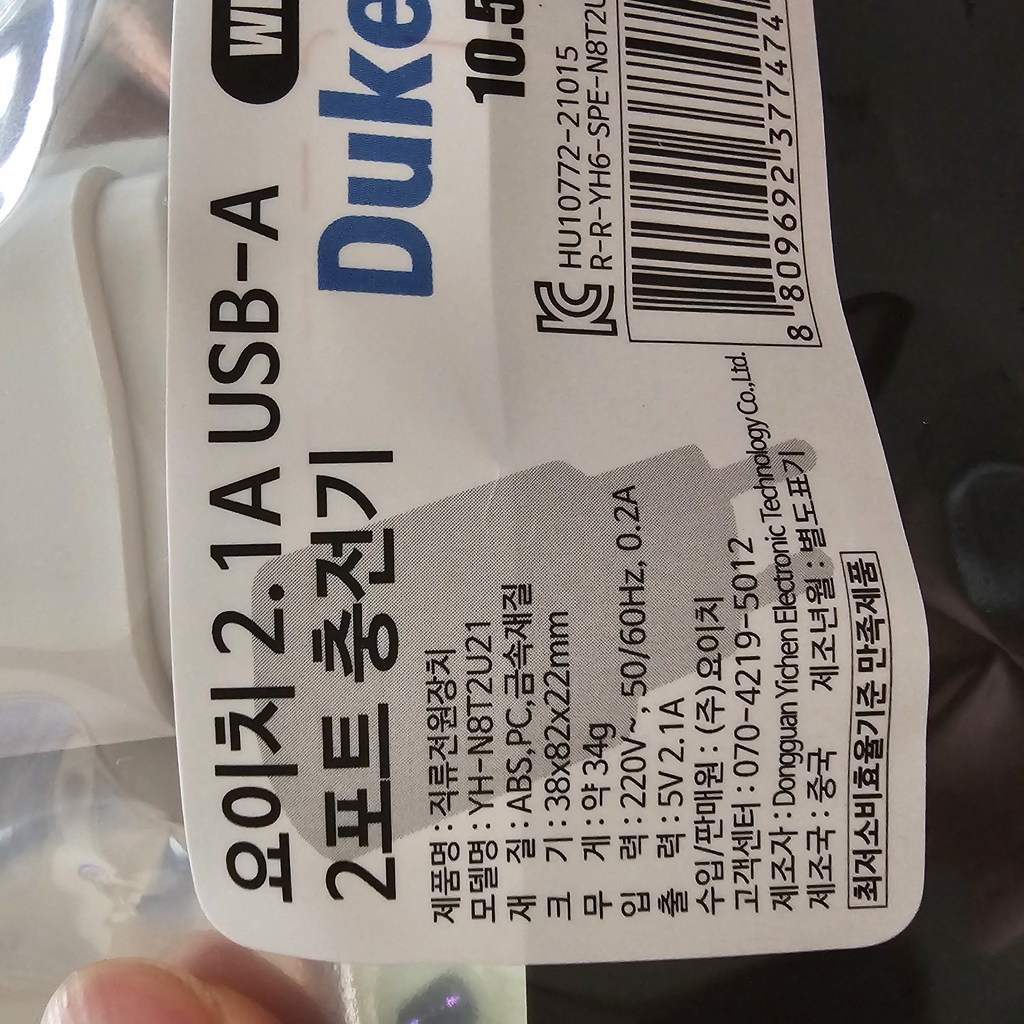 요이치 2.1A USB-A
2포트 충전기
제품명 : 직류전원장치
모델명 : YH-N8T2U21
재 질 : ABS,PC,금속재질
크 기 : 38x82x22mm
무 게 : 약 34g
입 력 : 220V~, 50/60Hz, 0.2A
출 력 : 5V 2.1A
수입/판매원 : (주)요이치
고객센터 : 070-4219-5012
제조자 : Dongguan Yichen Electronic Technology Co.,Ltd.
제조국 : 중국 제조년월 : 별도표기
최저소비효율기준 만족제품
Duke
10.5
HU10772-21015
R-R-YH6-SPE-N8T2U
8 809692 377474